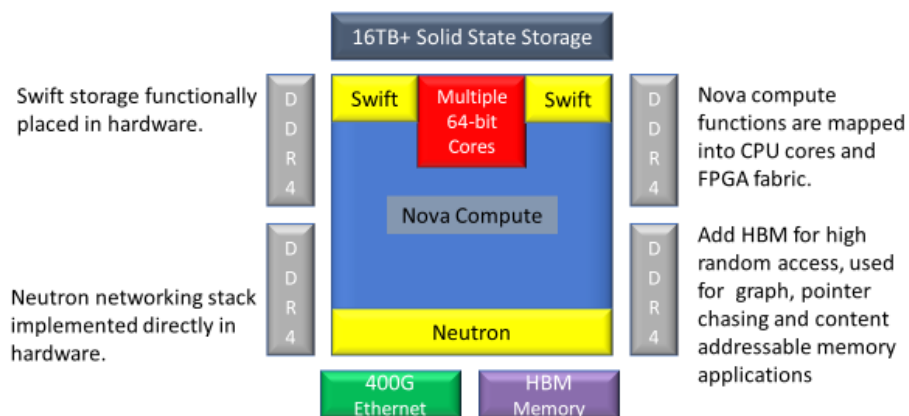 16TB+ Solid State Storage
Swift storage functionally
placed in hardware.
D
D
R
4
Swift
Multiple
64-bit
Cores
Swift
D
D
R
4
Nova compute
functions are mapped
into CPU cores and
FPGA fabric.
Nova Compute
Neutron networking stack
implemented directly in
hardware.
D
D
R
4
D
D
R
4
Add HBM for high
random access, used
for graph, pointer
chasing and content
addressable memory
applications
Neutron
400G
Ethernet
HBM
Memory